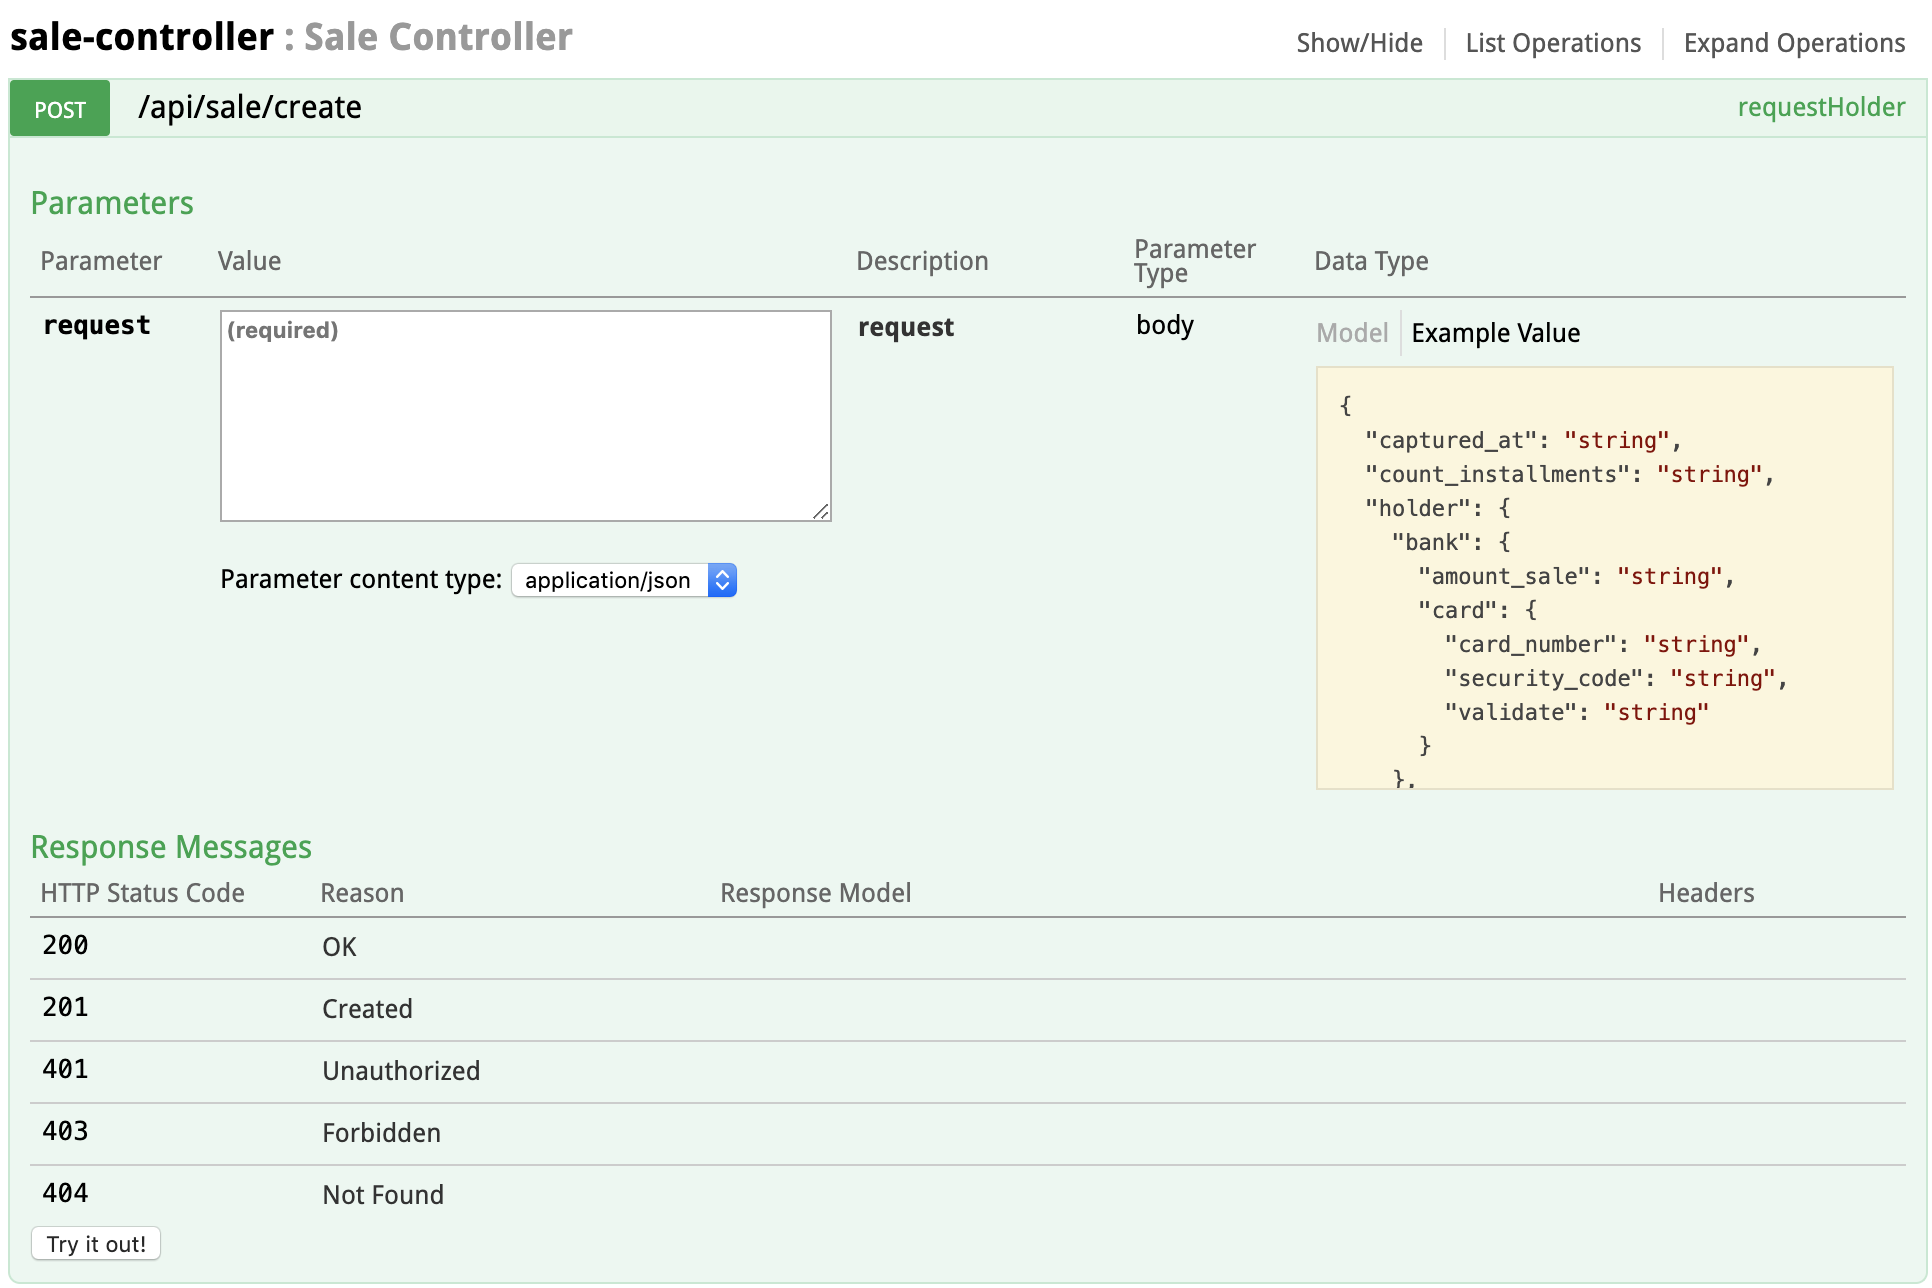 sale-controller : Sale Controller
Show/Hide
List Operations
Expand Operations
POST
/api/sale/create
requestHolder
Parameters
Parameter
Value
Description
Parameter
Type
Data Type
request
(required)
request
body
Model
Example Value
{
"captured_at": "string",
"count_installments": "string",
"holder": {
"bank": {
"amount_sale": "string",
"card": {
"card_number": "string",
"security_code": "string",
"validate": "string"
}
},
Parameter content type: application/json
Response Messages
HTTP Status Code
Reason
Response Model
Headers
200
OK
201
Created
401
Unauthorized
403
Forbidden
404
Not Found
Try it out!